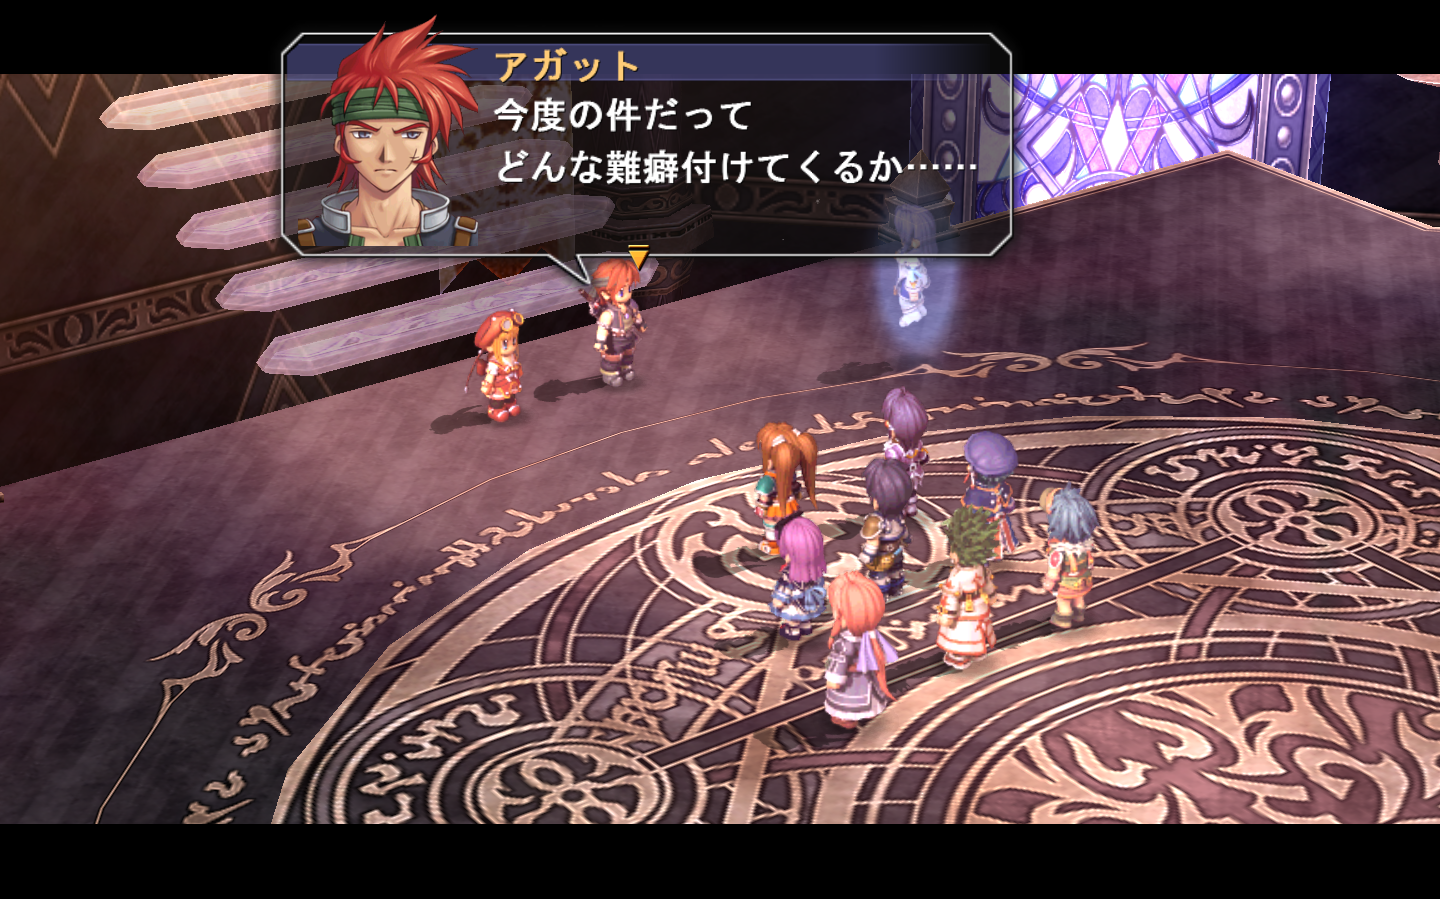 アガット
今度の件だって
どんな難癖付けてくるか……